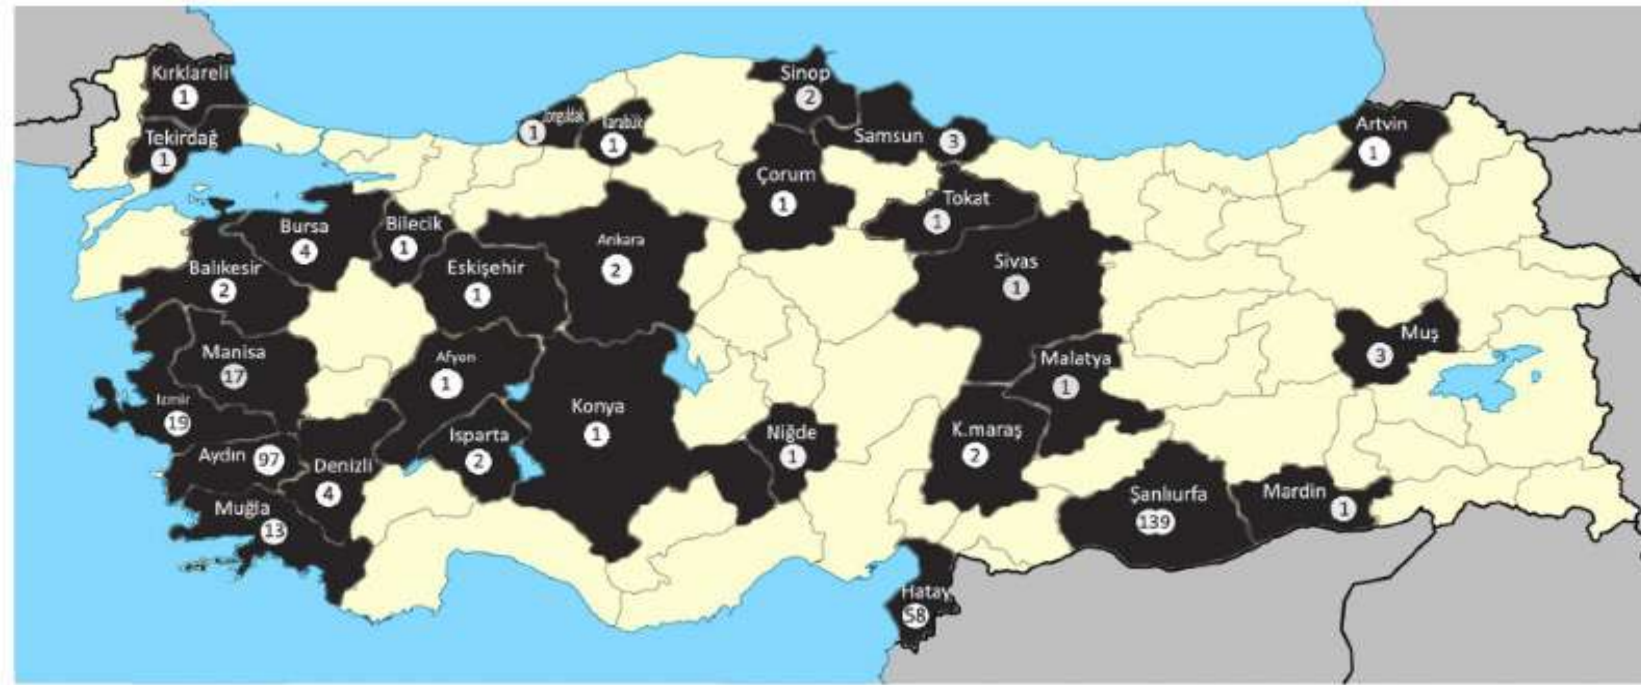 Kırklareli
1
Tekirdağ
1
Zonguldak
1
Karabük
1
Sinop
2
Samsun
3
Artvin
1
Çorum
1
Tokat
1
Bursa
4
Bilecik
1
Ankara
2
Balıkesir
2
Eskişehir
1
Sivas
1
Muş
3
Manisa
17
Afyon
1
Malatya
1
İzmir
19
Konya
1
Isparta
2
Niğde
1
K.maraş
2
Aydın
97
Denizli
4
Muğla
13
Şanlıurfa
139
Mardin
1
Hatay
58